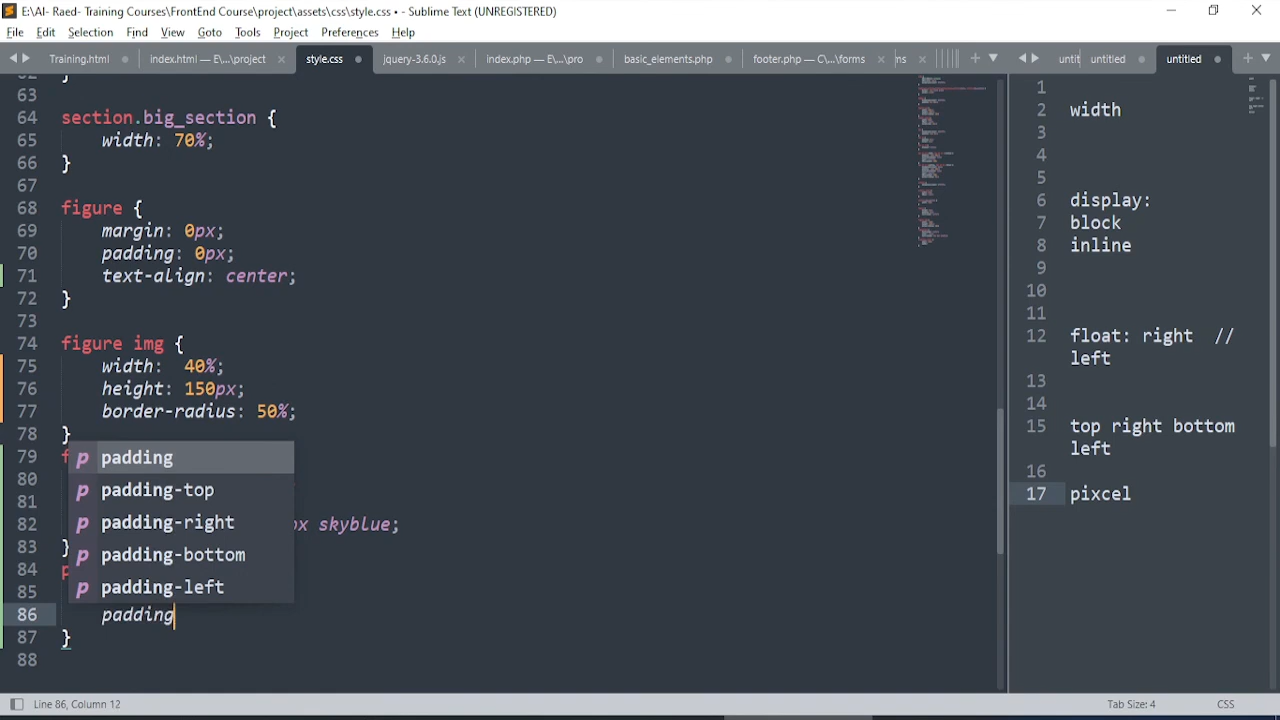 E:\AI- Raed- Training Courses\FrontEnd Course\project\assets\css\style.css • - Sublime Text (UNREGISTERED)
File Edit Selection Find View Goto Tools Project Preferences Help
Training.html index.html — E\...\project style.css jquery-3.6.0.js index.php — E\...\pro basic_elements.php footer.php — C\...\forms ns untit untitled untitled
63
64 section.big_section {
65 width: 70%;
66 }
67
68 figure {
69 margin: 0px;
70 padding: 0px;
71 text-align: center;
72 }
73
74 figure img {
75 width: 40%;
76 height: 150px;
77 border-radius: 50%;
78 }
79 f
80
81
82 px skyblue;
83 }
84 p
85
86 padding
87 }
88
p padding
p padding-top
p padding-right
p padding-bottom
p padding-left
1
2 width
3
4
5
6 display:
7 block
8 inline
9
10
11
12 float: right //
left
13
14
15 top right bottom
left
16
17 pixcel
Line 86, Column 12
Tab Size: 4 CSS